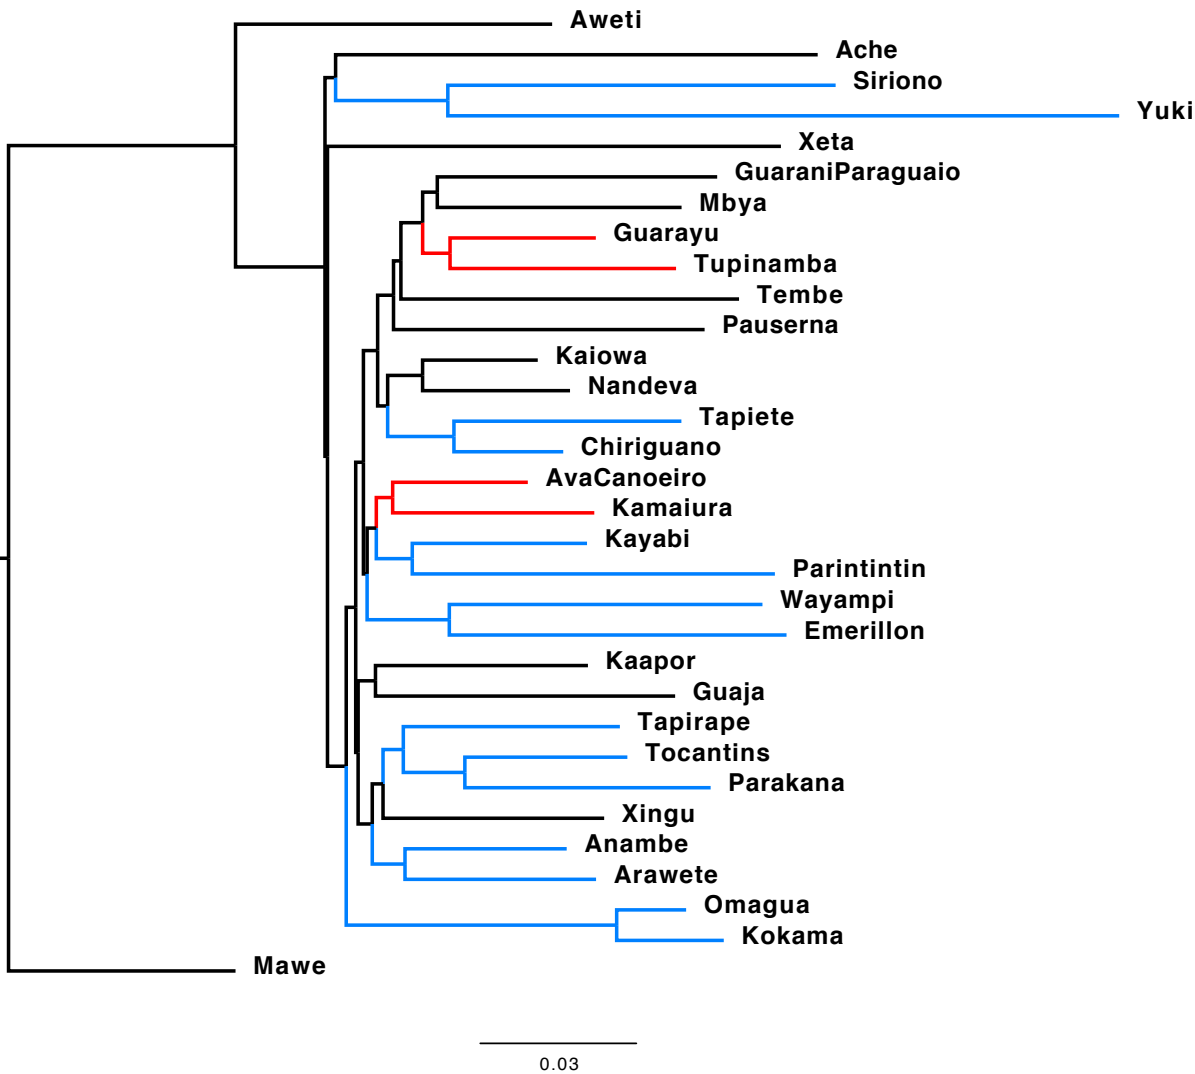 Aweti
Ache
Siriono
Yuki
Xeta
GuaraniParaguaio
Mbya
Guarayu
Tupinamba
Tembe
Pauserna
Kaiowa
Nandeva
Tapiete
Chiriguano
AvaCanoeiro
Kamaiura
Kayabi
Parintintin
Wayampi
Emerillon
Kaapor
Guaja
Tapirape
Tocantins
Parakana
Xingu
Anambe
Arawete
Omagua
Kokama
Mawe
0.03